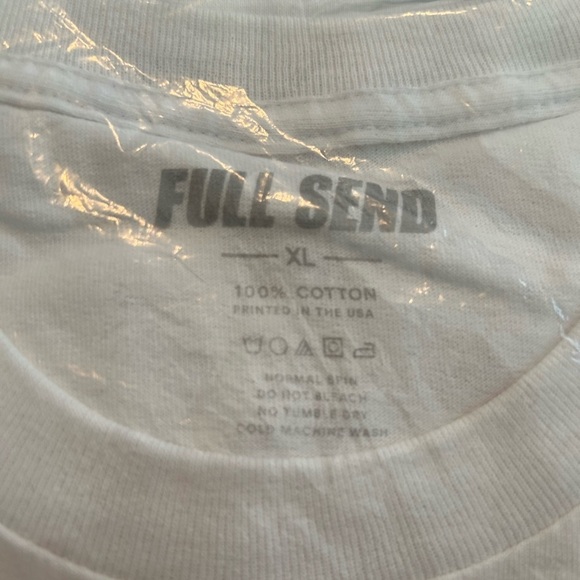 FULL SEND
XL
100% COTTON
PRINTED IN THE USA
NORMAL SPIN
DO NOT BLEACH
NO TUMBLE DRY
COLD MACHINE WASH